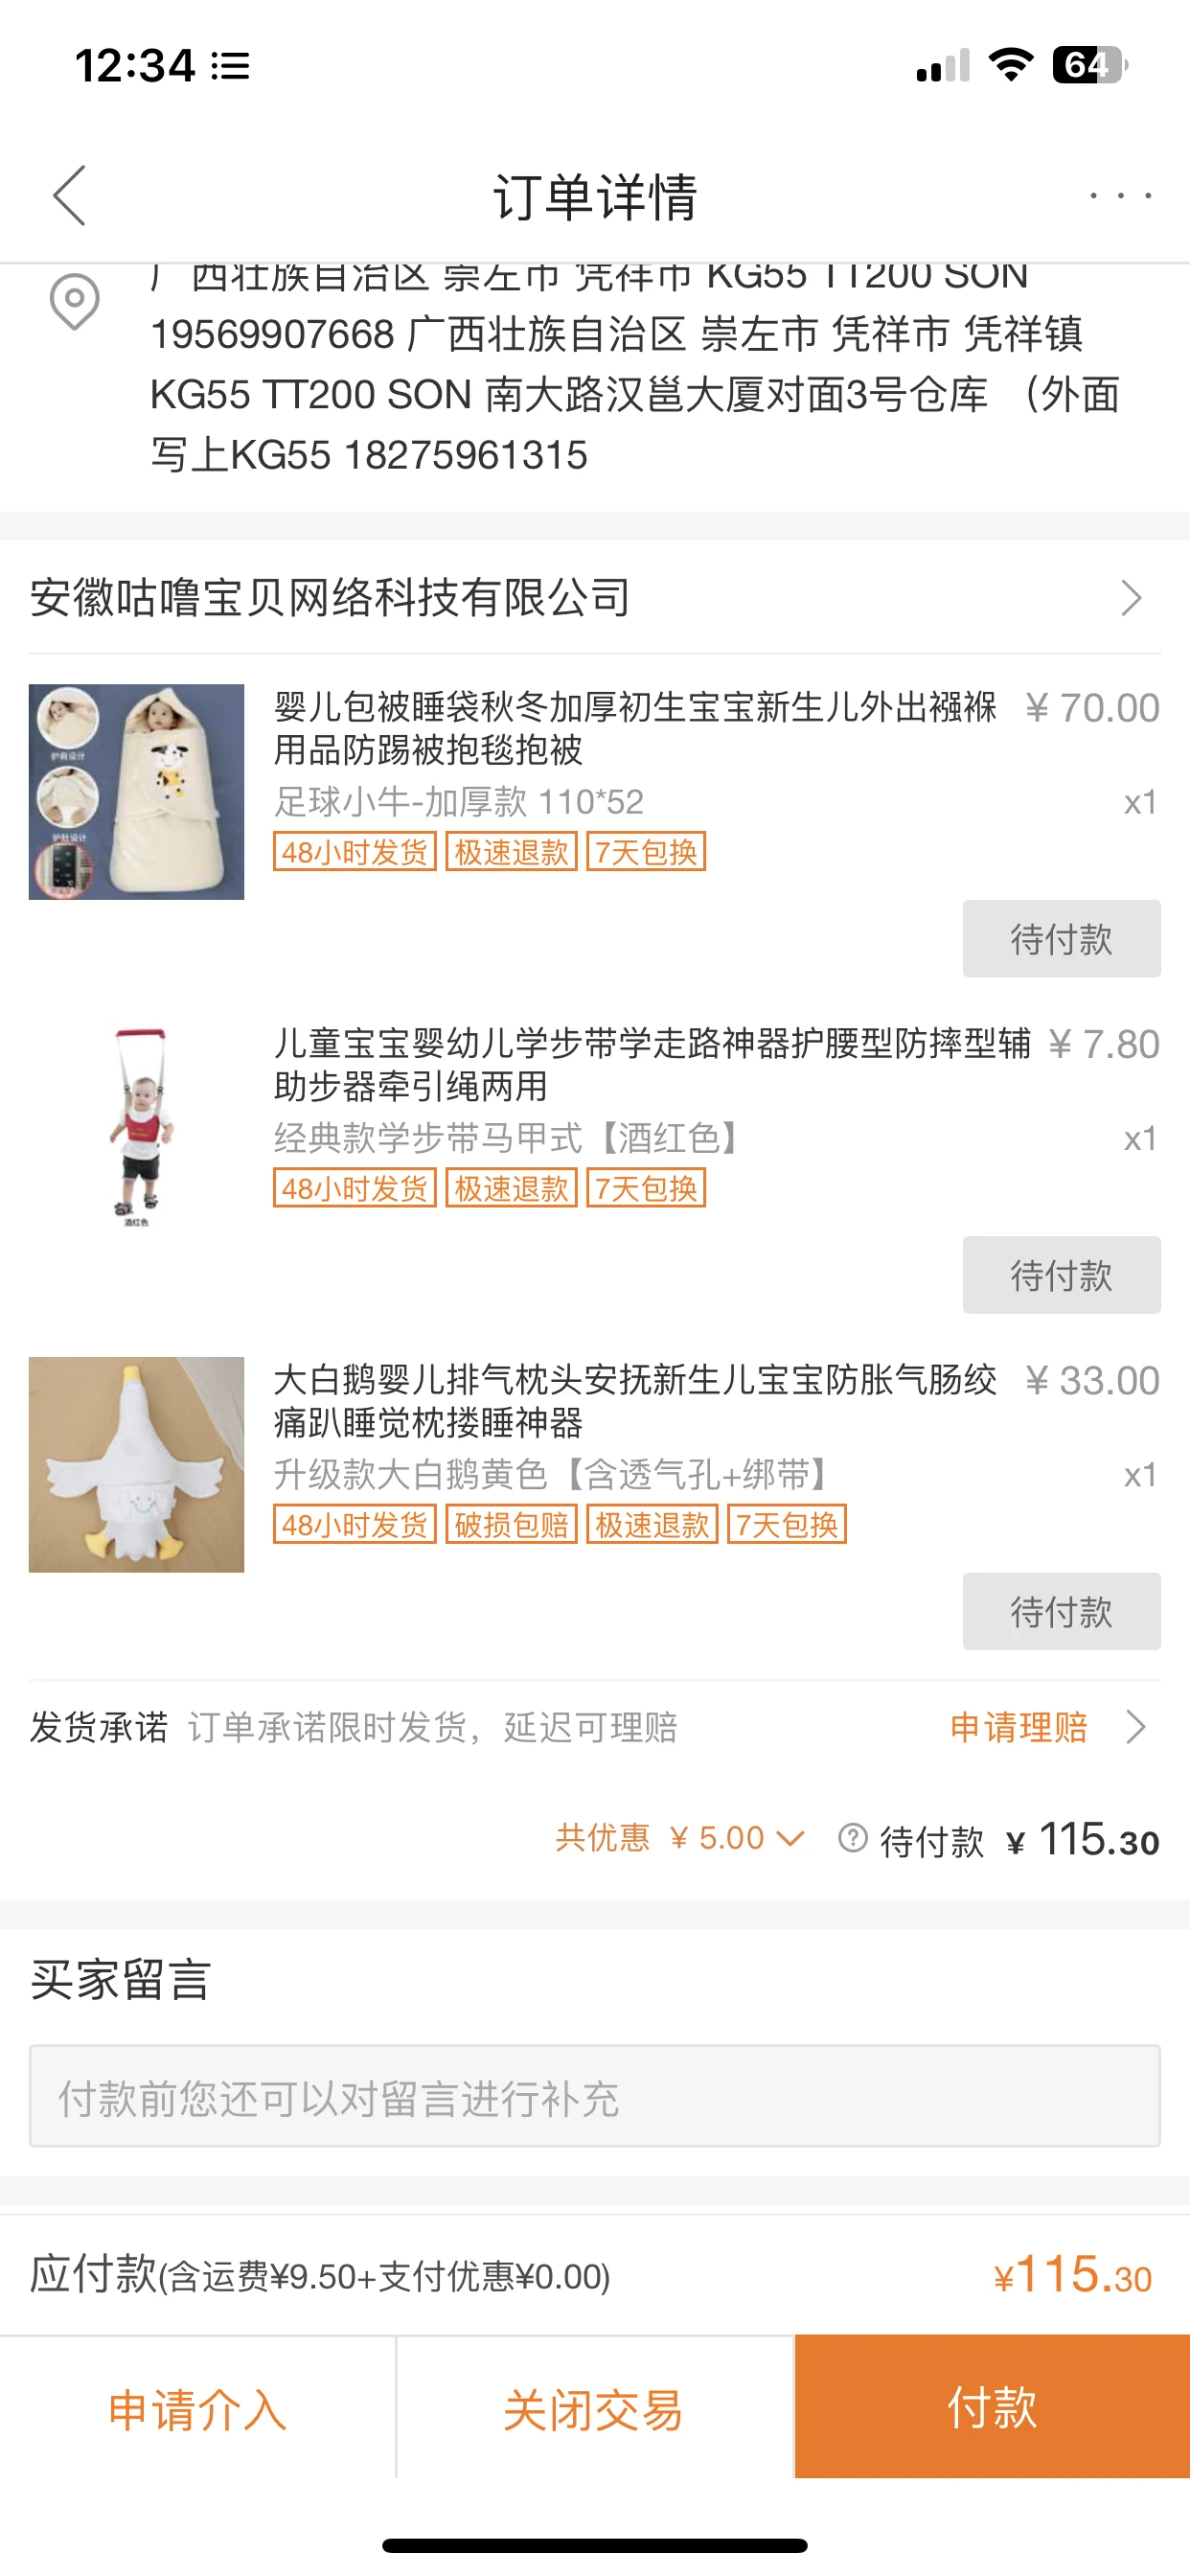 12:34
64
订单详情
广西壮族自治区 崇左市 凭祥市 KG55 TT200 SON
19569907668 广西壮族自治区 崇左市 凭祥市 凭祥镇
KG55 TT200 SON 南大路汉邕大厦对面3号仓库 （外面
写上KG55 18275961315
安徽咕噜宝贝网络科技有限公司
婴儿包被睡袋秋冬加厚初生宝宝新生儿外出襁褓 ¥ 70.00
用品防踢被抱毯抱被
足球小牛-加厚款 110*52 x1
48小时发货 极速退款 7天包换
护肩设计
护肚设计
待付款
儿童宝宝婴幼儿学步带学走路神器护腰型防摔型辅 ¥ 7.80
助步器牵引绳两用
经典款学步带马甲式【酒红色】 x1
48小时发货 极速退款 7天包换
酒红色
待付款
大白鹅婴儿排气枕头安抚新生儿宝宝防胀气肠绞 ¥ 33.00
痛趴睡觉枕搂睡神器
升级款大白鹅黄色【含透气孔+绑带】 x1
48小时发货 破损包赔 极速退款 7天包换
待付款
发货承诺 订单承诺限时发货，延迟可理赔 申请理赔
共优惠 ¥ 5.00 ? 待付款 ¥ 115.30
买家留言
付款前您还可以对留言进行补充
应付款(含运费¥9.50+支付优惠¥0.00) ¥115.30
申请介入 关闭交易 付款